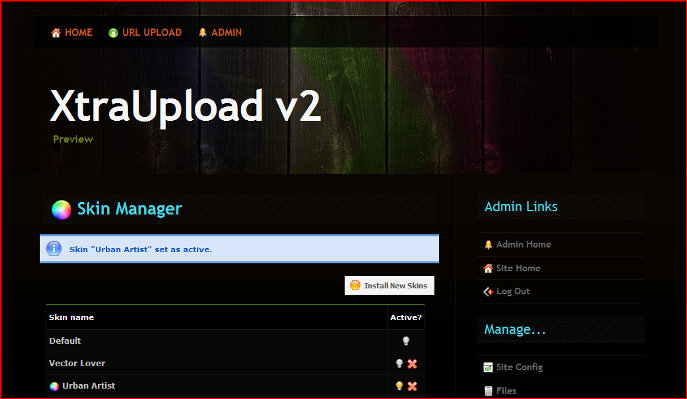 HOME URL UPLOAD ADMIN
XtraUpload v2
Preview
Skin Manager
Skin "Urban Artist" set as active.
Install New Skins
Skin name Active?
Default
Vector Lover
Urban Artist
Admin Links
Admin Home
Site Home
Log Out
Manage...
Site Config
Files